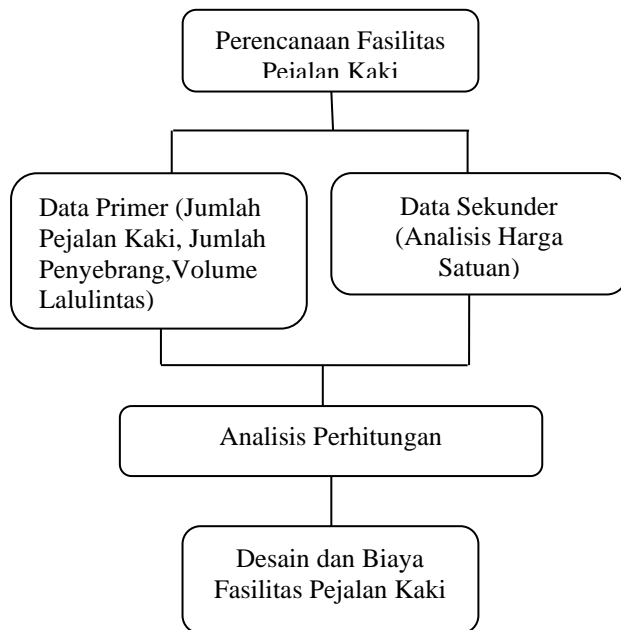 Perencanaan Fasilitas
Pejalan Kaki
Data Primer (Jumlah
Pejalan Kaki, Jumlah
Penyebrang,Volume
Lalulintas)
Data Sekunder
(Analisis Harga
Satuan)
Analisis Perhitungan
Desain dan Biaya
Fasilitas Pejalan Kaki